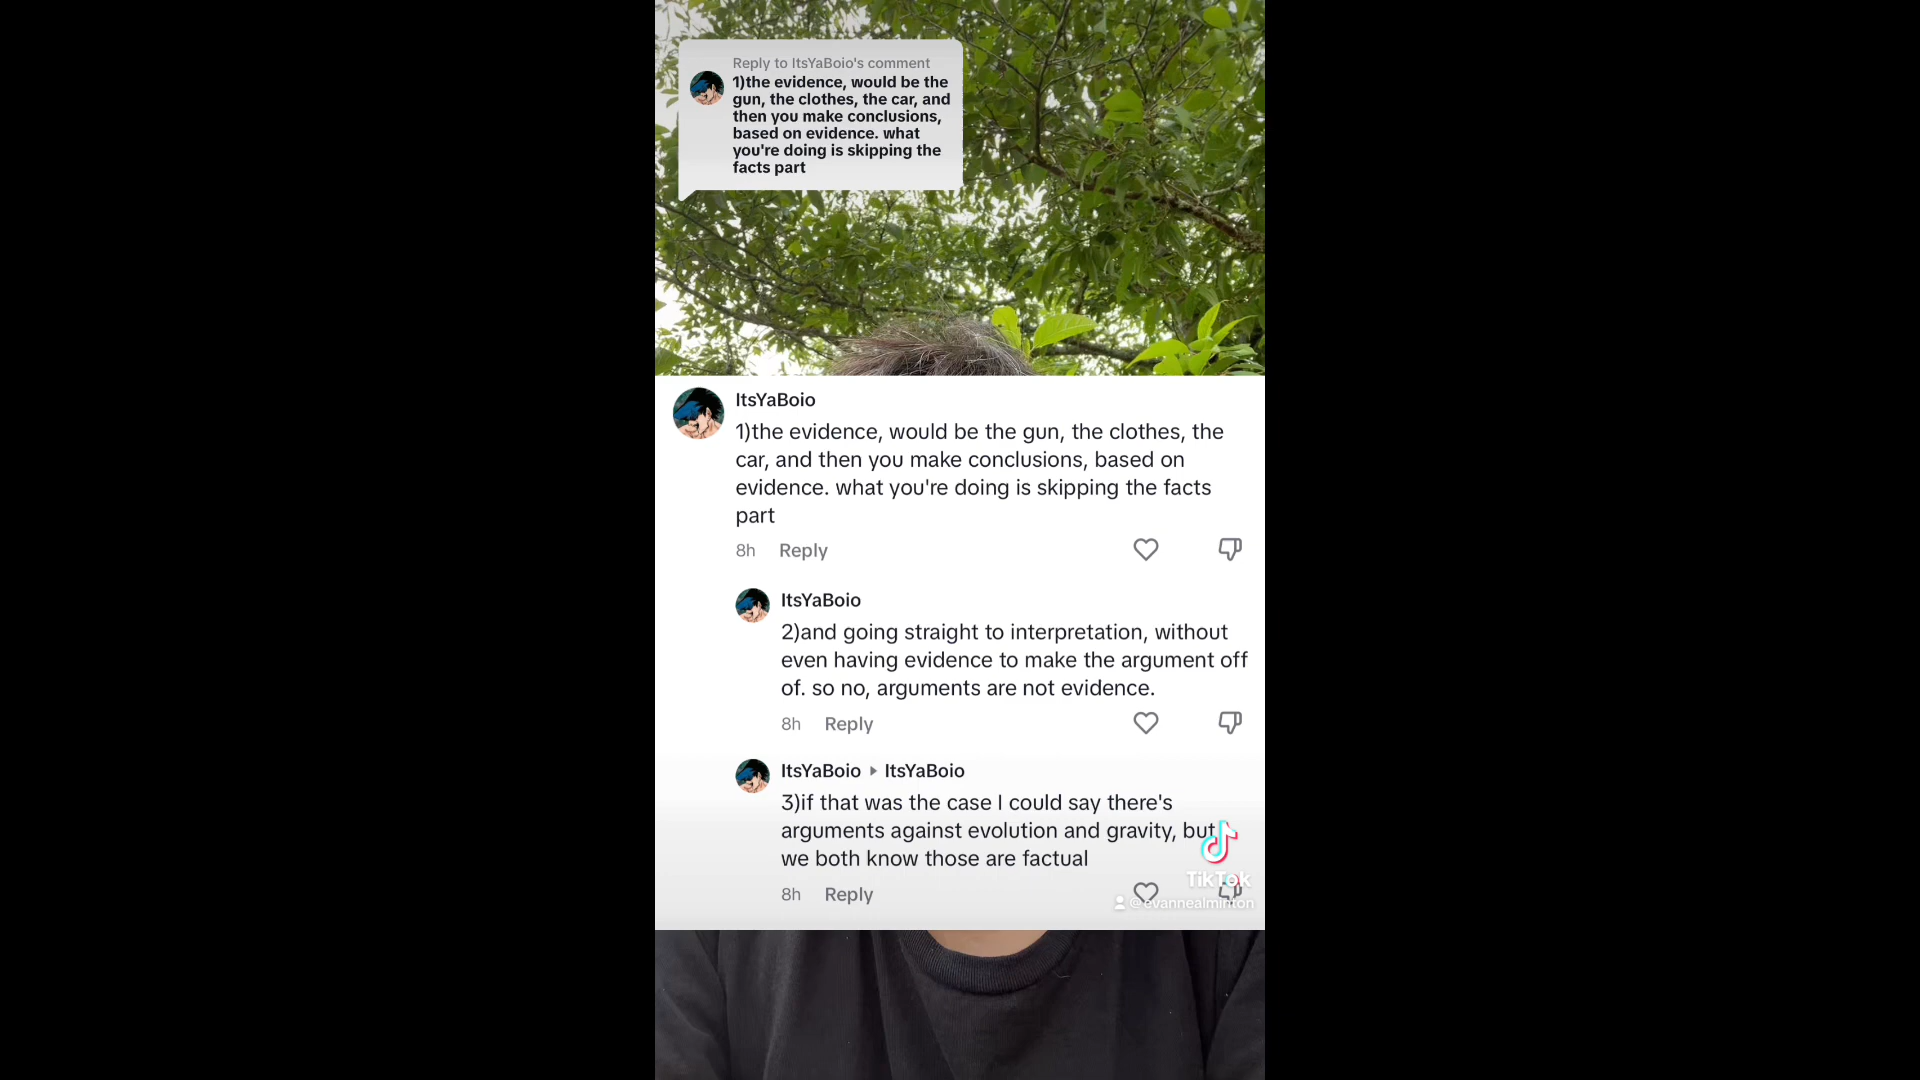 Reply to ItsYaBoio's comment
1)the evidence, would be the
gun, the clothes, the car, and
then you make conclusions,
based on evidence. what
you're doing is skipping the
facts part
ItsYaBoio
1)the evidence, would be the gun, the clothes, the
car, and then you make conclusions, based on
evidence. what you're doing is skipping the facts
part
8h Reply
ItsYaBoio
2)and going straight to interpretation, without
even having evidence to make the argument off
of. so no, arguments are not evidence.
8h Reply
ItsYaBoio ItsYaBoio
3)if that was the case I could say there's
arguments against evolution and gravity, but
we both know those are factual
8h Reply
TikTok
@evannealminton